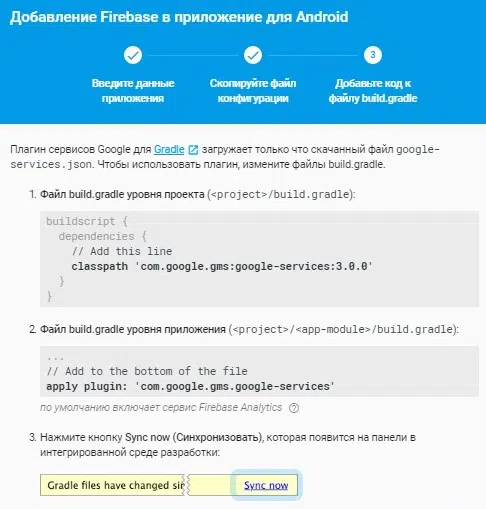 Добавление Firebase в приложение для Android
3
Введите данные приложения
Скопируйте файл конфигурации
Добавьте код к файлу build.gradle
Плагин сервисов Google для Gradle загружает только что скачанный файл google-
services.json. Чтобы использовать плагин, измените файлы build.gradle.
1. Файл build.gradle уровня проекта (<project>/build.gradle):
buildscript {
dependencies {
// Add this line
classpath 'com.google.gms:google-services:3.0.0'
}
}
2. Файл build.gradle уровня приложения (<project>/<app-module>/build.gradle):
...
// Add to the bottom of the file
apply plugin: 'com.google.gms.google-services'
по умолчанию включает сервис Firebase Analytics ?
3. Нажмите кнопку Sync now (Синхронизовать), которая появится на панели в
интегрированной среде разработки:
Gradle files have changed sin Sync now